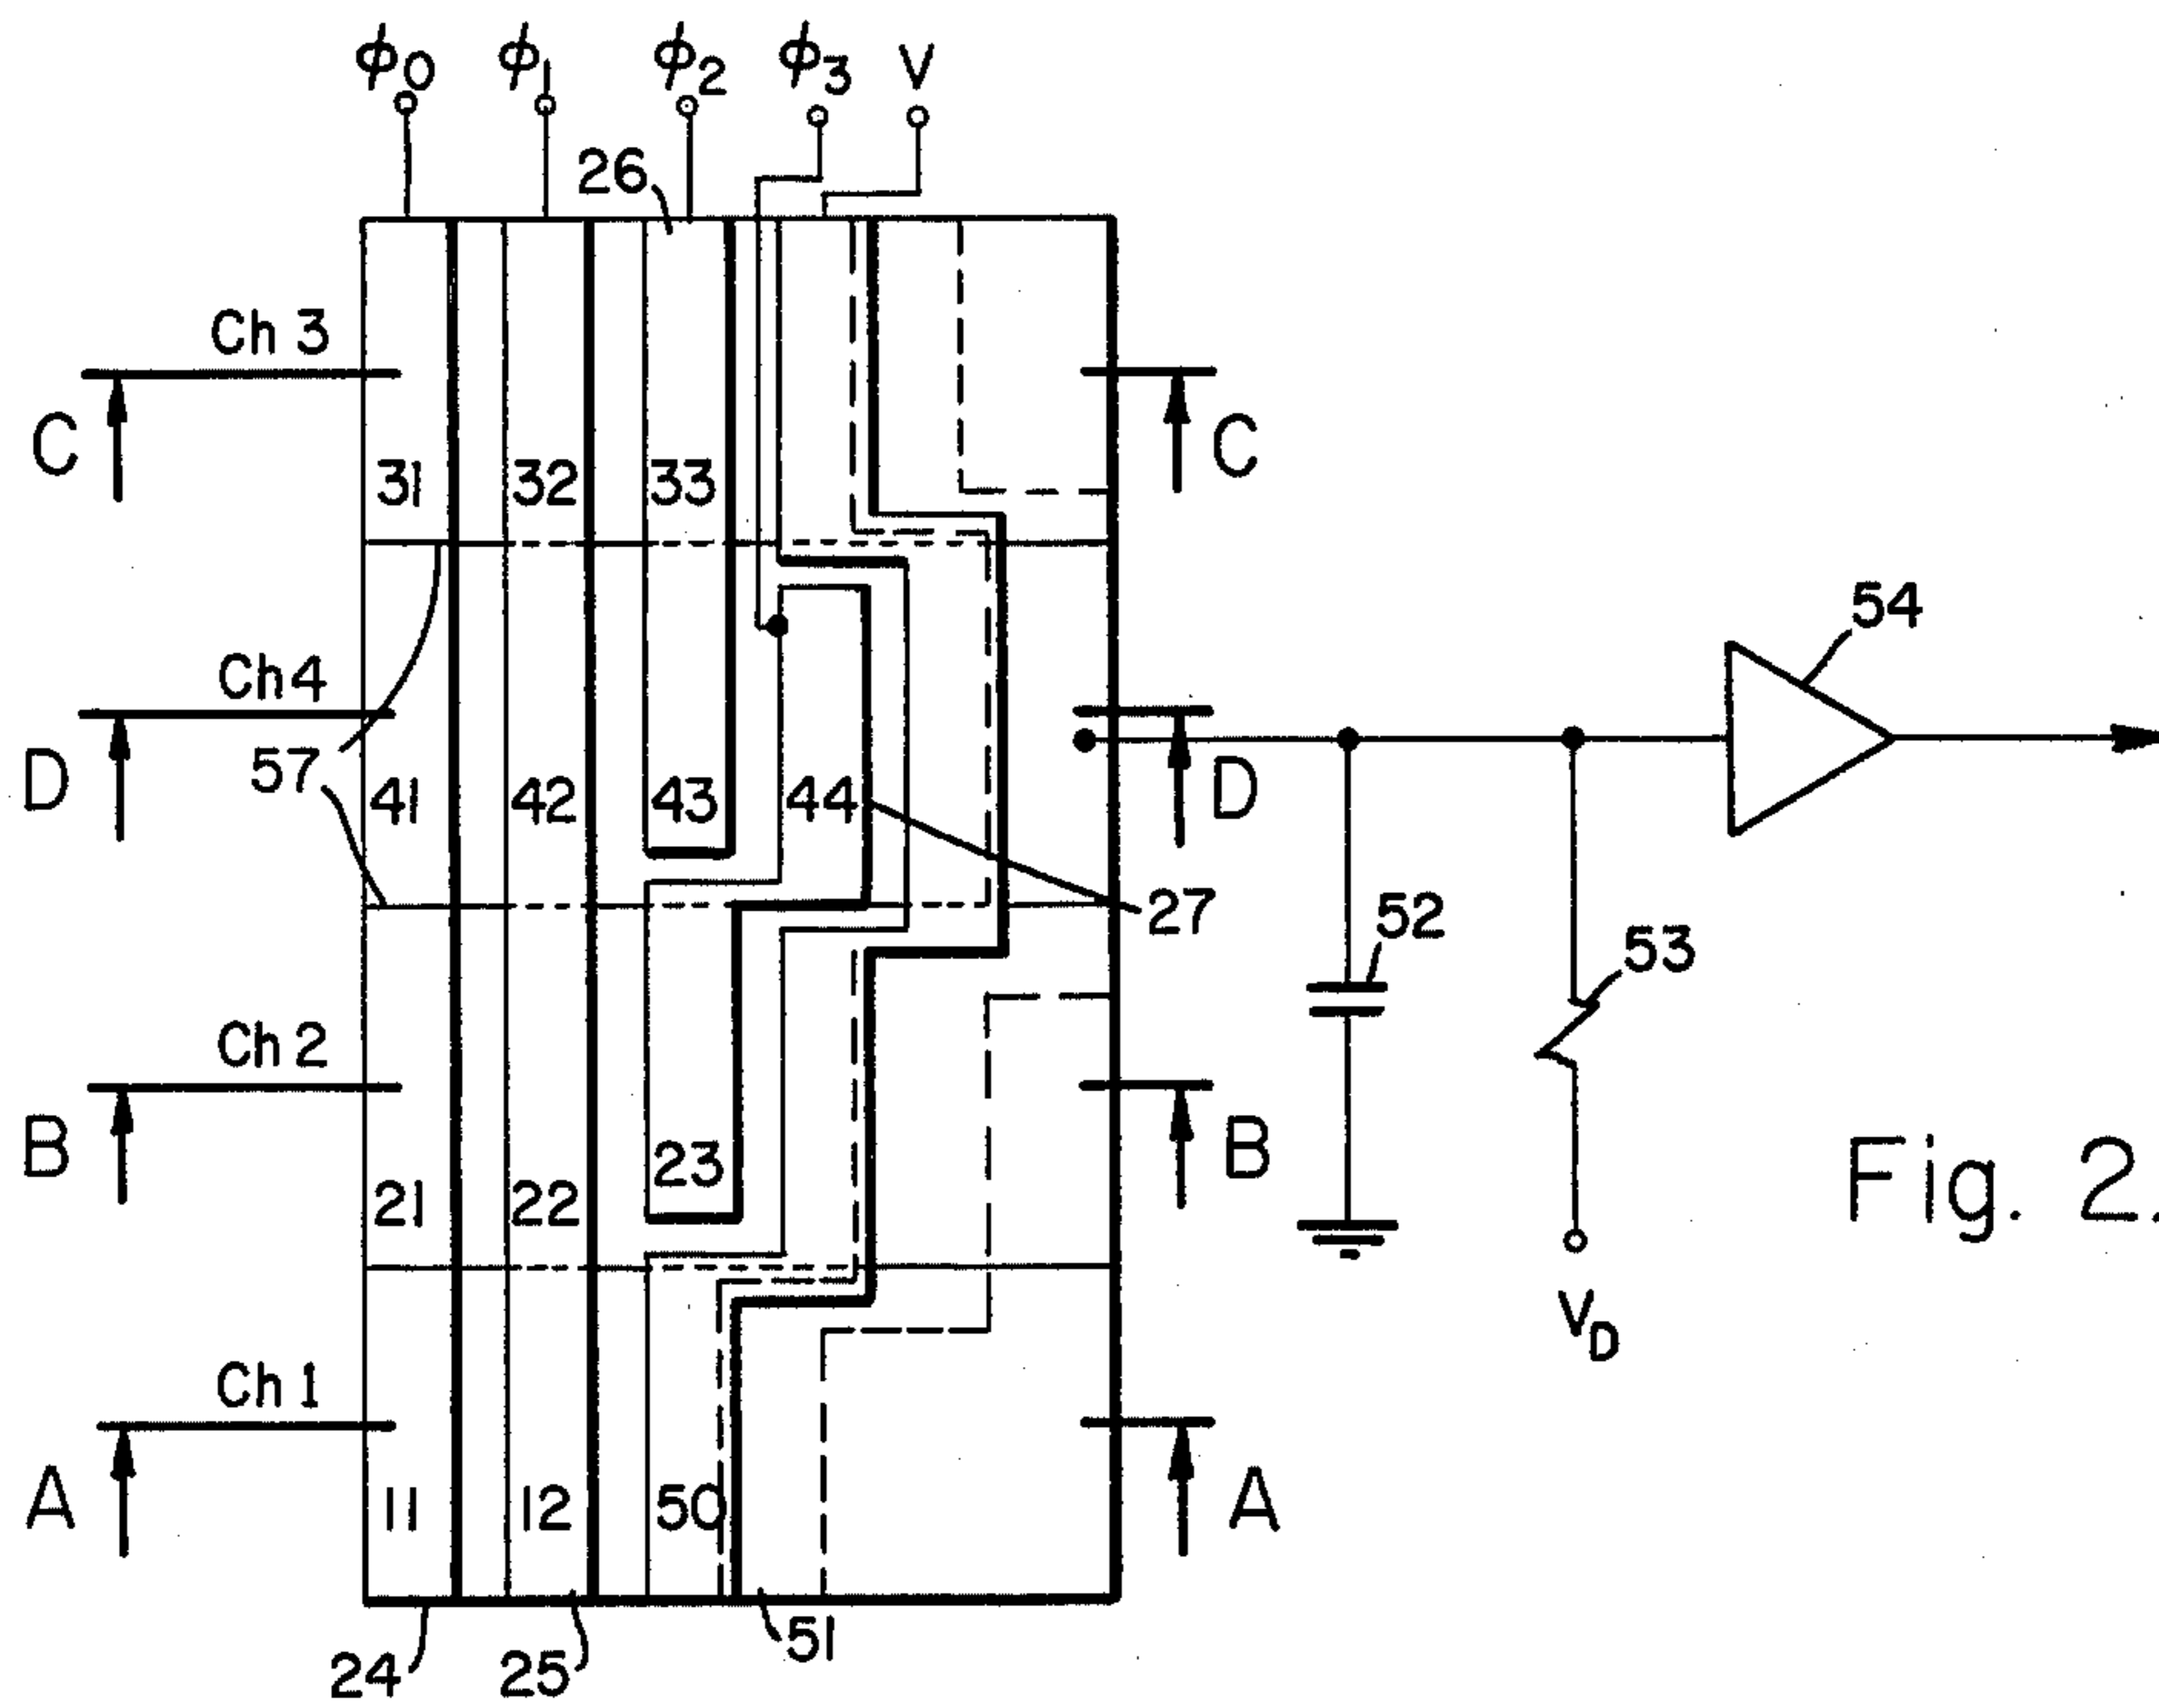 ϕ0 ϕ1 ϕ2 ϕ3 V
26
Ch 3
C C
31 32 33
54
Ch4
D D
57 41 42 43 44
27 52
53
Ch 2
B B
23
21 22
Fig. 2.
VD
Ch 1
A A
11 12 50
24 25 51